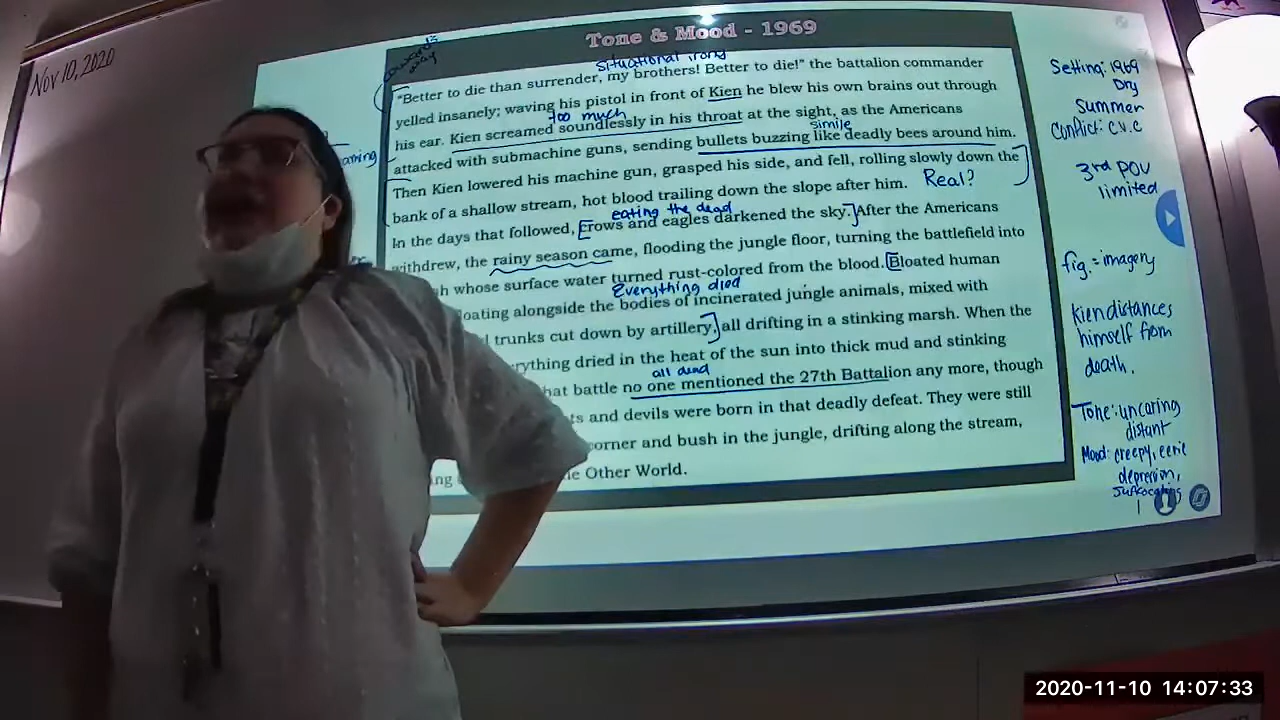 Nov 10, 2020
Tone & Mood - 1969
situational irony
"Better to die than surrender, my brothers! Better to die!" the battalion commander
yelled insanely; waving his pistol in front of Kien he blew his own brains out through
too much
his ear. Kien screamed soundlessly in his throat at the sight, as the Americans
simile
attacked with submachine guns, sending bullets buzzing like deadly bees around him.
Then Kien lowered his machine gun, grasped his side, and fell, rolling slowly down the
bank of a shallow stream, hot blood trailing down the slope after him. Real?
eating the dead
In the days that followed, [crows and eagles darkened the sky.] After the Americans
withdrew, the rainy season came, flooding the jungle floor, turning the battlefield into
whose surface water turned rust-colored from the blood. [Bloated human
Everything died
loating alongside the bodies of incinerated jungle animals, mixed with
trunks cut down by artillery,] all drifting in a stinking marsh. When the
rything dried in the heat of the sun into thick mud and stinking
all dead
hat battle no one mentioned the 27th Battalion any more, though
ts and devils were born in that deadly defeat. They were still
corner and bush in the jungle, drifting along the stream,
ng
e Other World.
Setting: 1969
Dry
Summer
Conflict: c.v.c
3rd POV
limited
fig. = imagery
Kien distances
himself from
death.
Tone: uncaring
distant
Mood: creepy, eerie
depression,
suffocating
2020-11-10 14:07:33